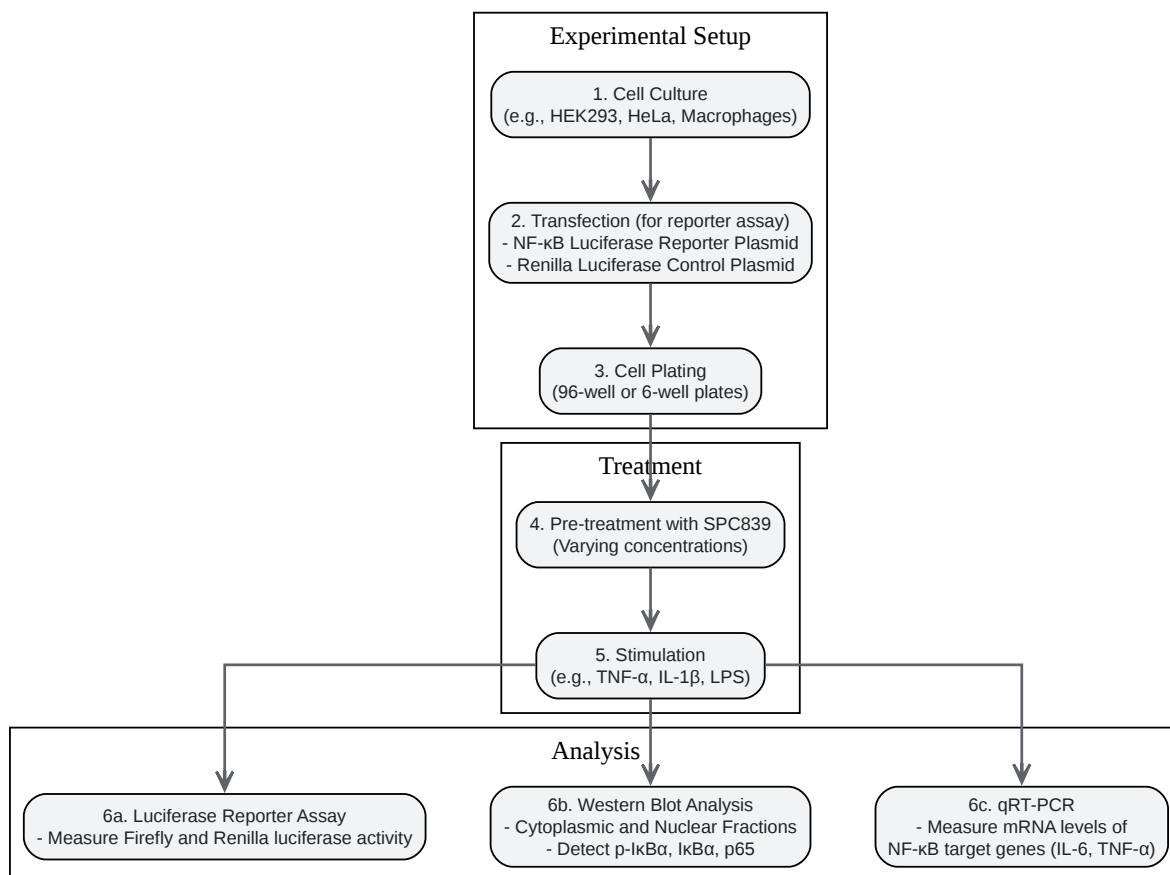 Experimental Setup
1. Cell Culture
(e.g., HEK293, HeLa, Macrophages)
2. Transfection (for reporter assay)
- NF-κB Luciferase Reporter Plasmid
- Renilla Luciferase Control Plasmid
3. Cell Plating
(96-well or 6-well plates)
Treatment
4. Pre-treatment with SPC839
(Varying concentrations)
5. Stimulation
(e.g., TNF-α, IL-1β, LPS)
Analysis
6a. Luciferase Reporter Assay
- Measure Firefly and Renilla luciferase activity
6b. Western Blot Analysis
- Cytoplasmic and Nuclear Fractions
- Detect p-IκBα, IκBα, p65
6c. qRT-PCR
- Measure mRNA levels of
NF-κB target genes (IL-6, TNF-α)